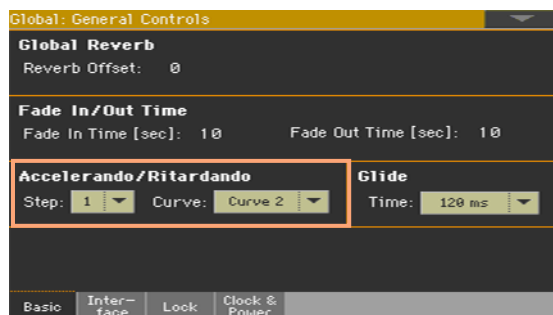 Global: General Controls
Global Reverb
Reverb Offset: 0
Fade In/Out Time
Fade In Time [sec]: 10 Fade Out Time [sec]: 10
Accelerando/Ritardando Glide
Step: 1 Curve: Curve 2 Time: 120 ms
Basic Inter-face Lock Clock & Power